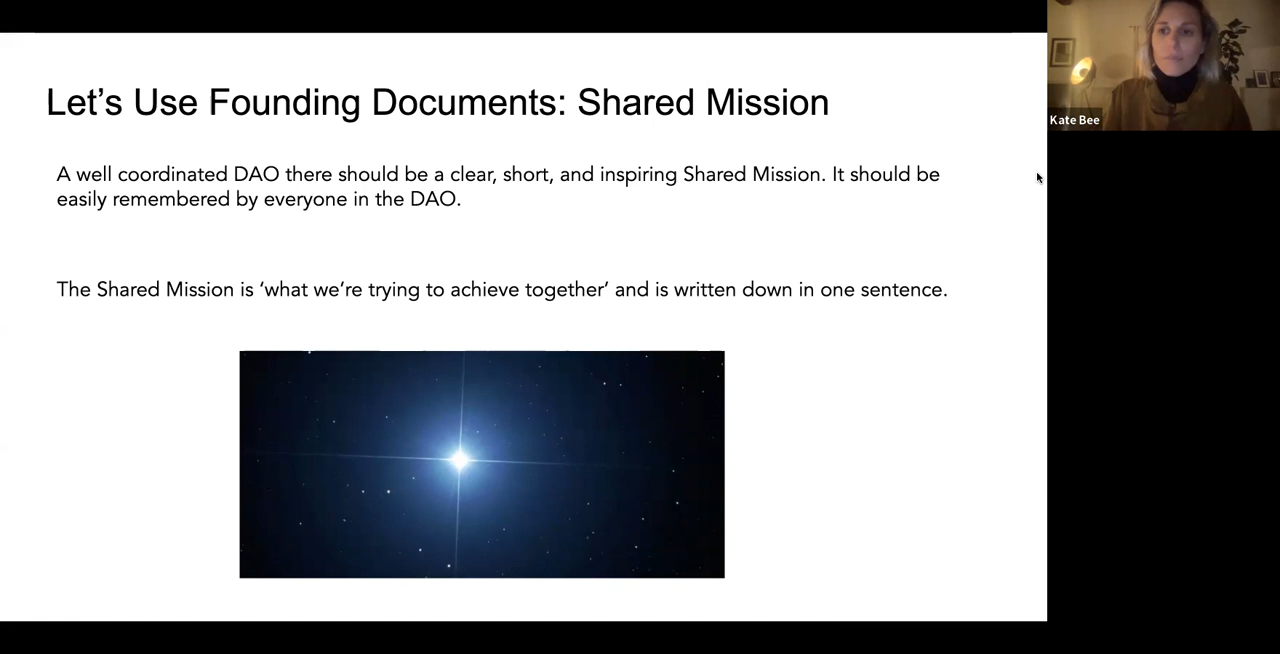 Let’s Use Founding Documents: Shared Mission
A well coordinated DAO there should be a clear, short, and inspiring Shared Mission. It should be
easily remembered by everyone in the DAO.
The Shared Mission is ‘what we’re trying to achieve together’ and is written down in one sentence.
Kate Bee